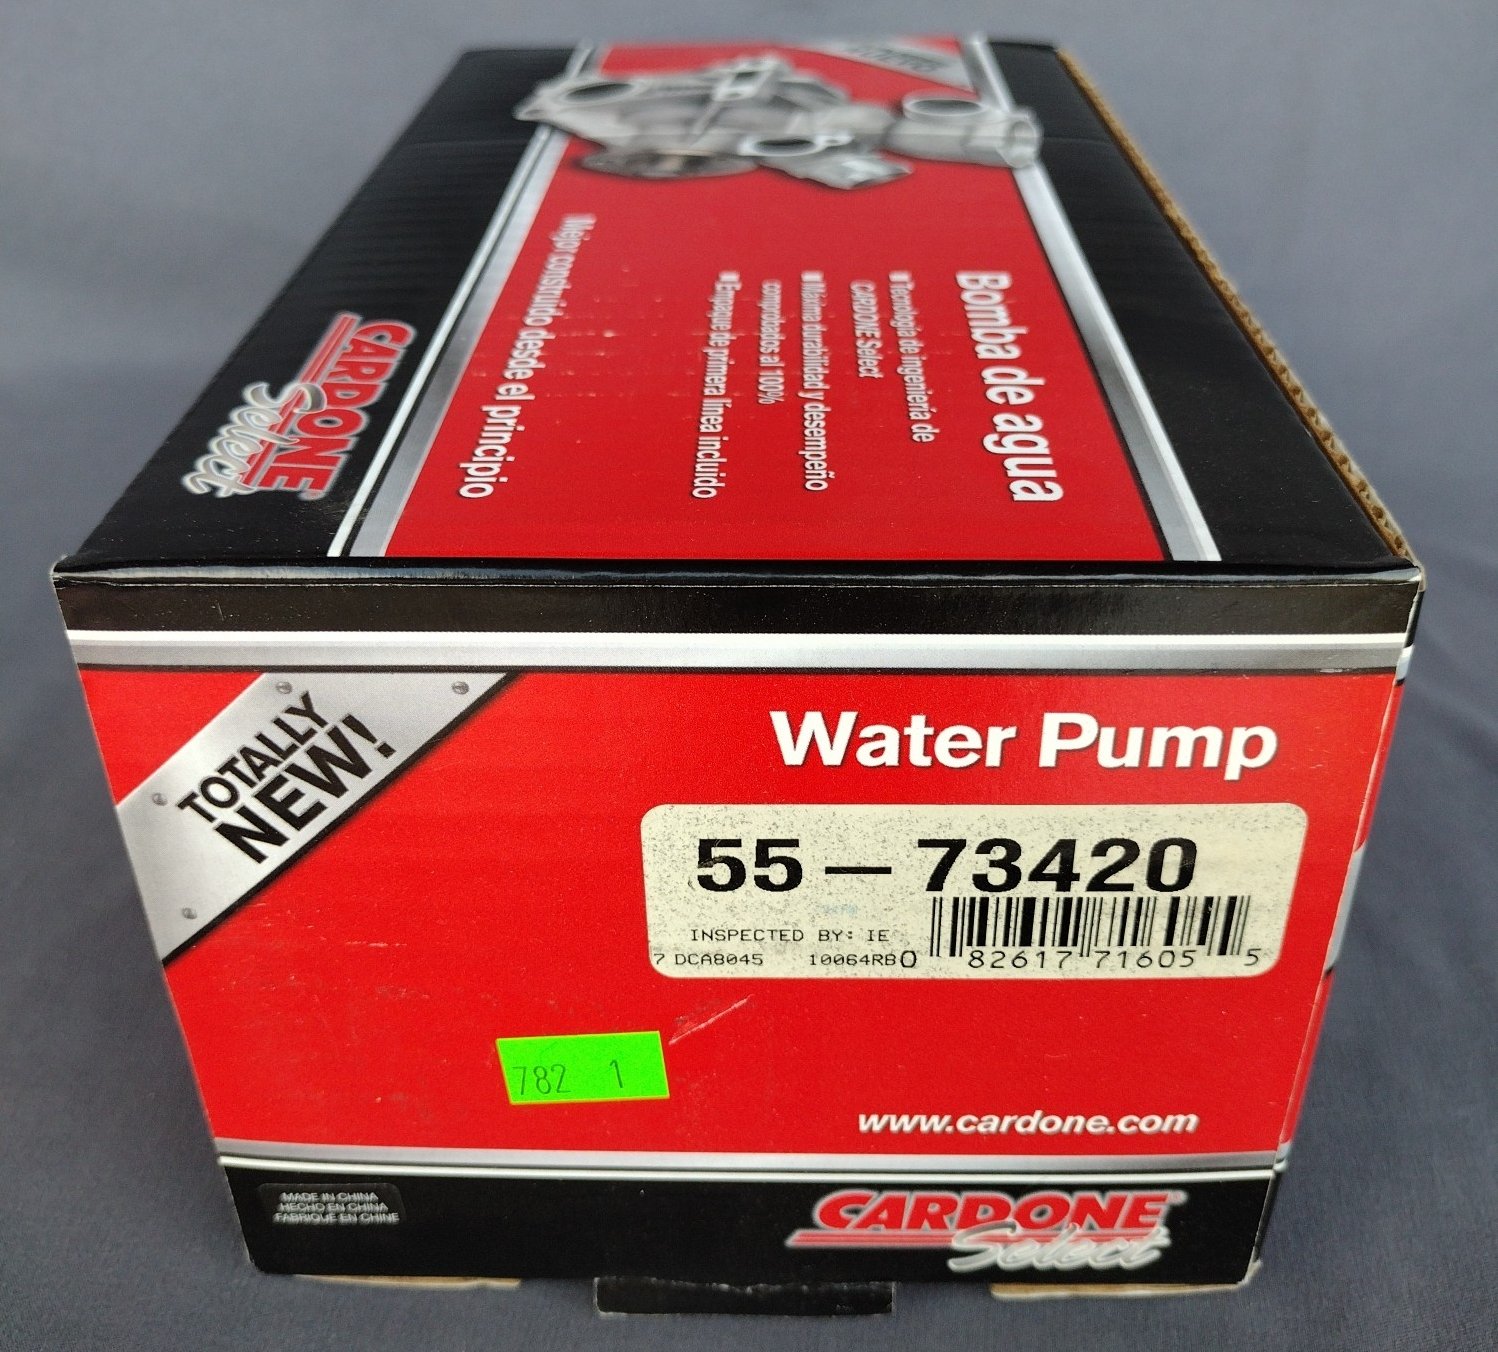 Bomba de agua
■ Tecnología de ingeniería de
CARDONE Select
■ Máxima durabilidad y desempeño
comprobados al 100%
■ Empaque de primera línea incluido
Mejor construido desde el principio
CARDONE
Select
TOTALLY
NEW!
Water Pump
55-73420
INSPECTED BY: IE
7 DCA8045 10064RB
0 82617 71605 5
782 1
www.cardone.com
MADE IN CHINA
HECHO EN CHINA
FABRIQUÉ EN CHINE
CARDONE®
Select